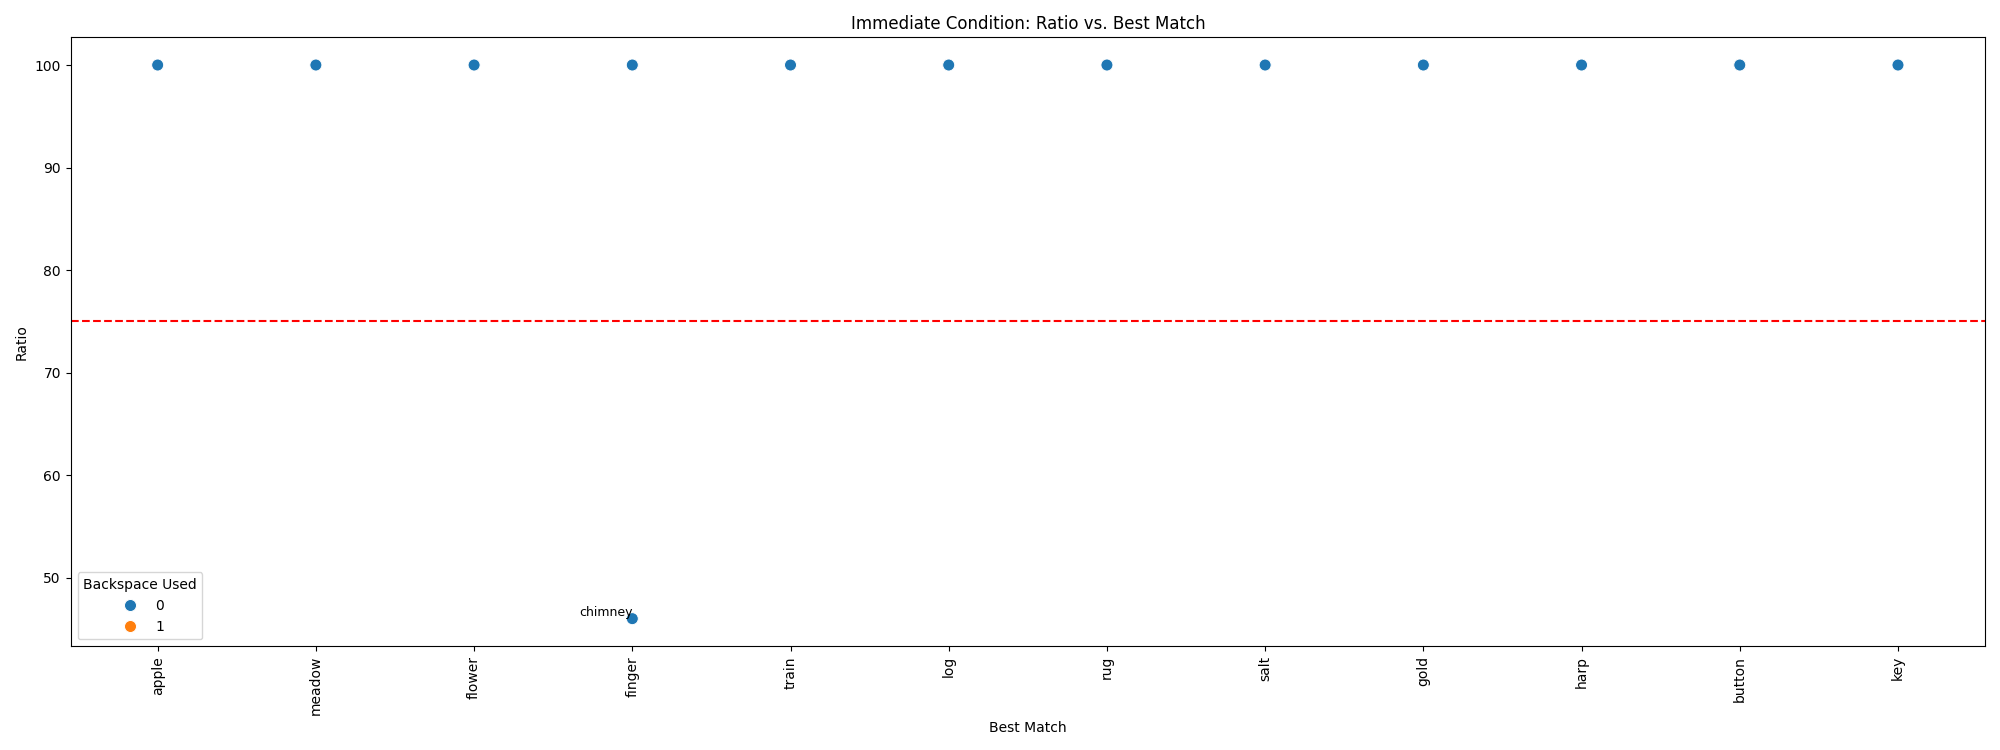 Immediate Condition: Ratio vs. Best Match
100
90
80
70
60
50
Ratio
chimney
Backspace Used
0
1
apple
meadow
flower
finger
train
log
rug
salt
gold
harp
button
key
Best Match